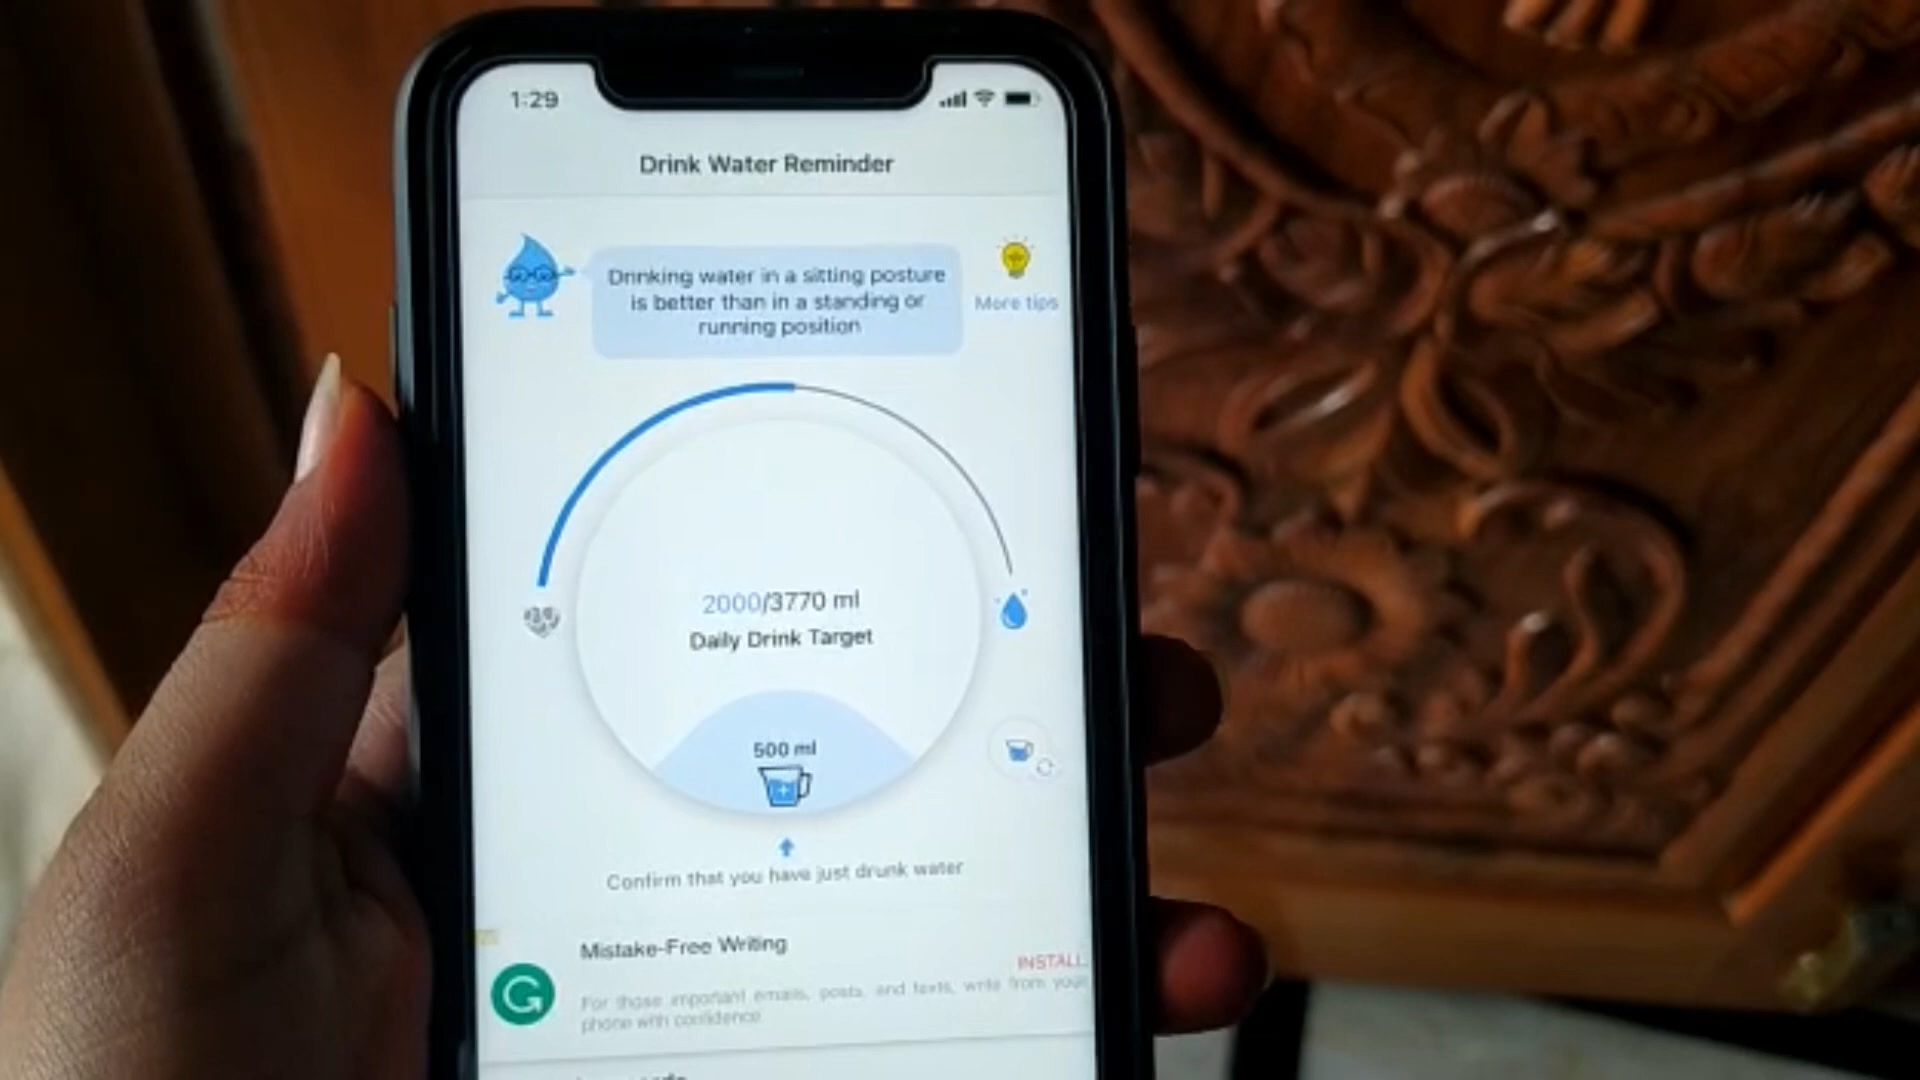 1:29
Drink Water Reminder
Drinking water in a sitting posture
is better than in a standing or
running position
More tips
2000/3770 ml
Daily Drink Target
500 ml
Confirm that you have just drunk water
Mistake-Free Writing
INSTALL
For those important emails, posts, and texts, write from your
phone with confidence